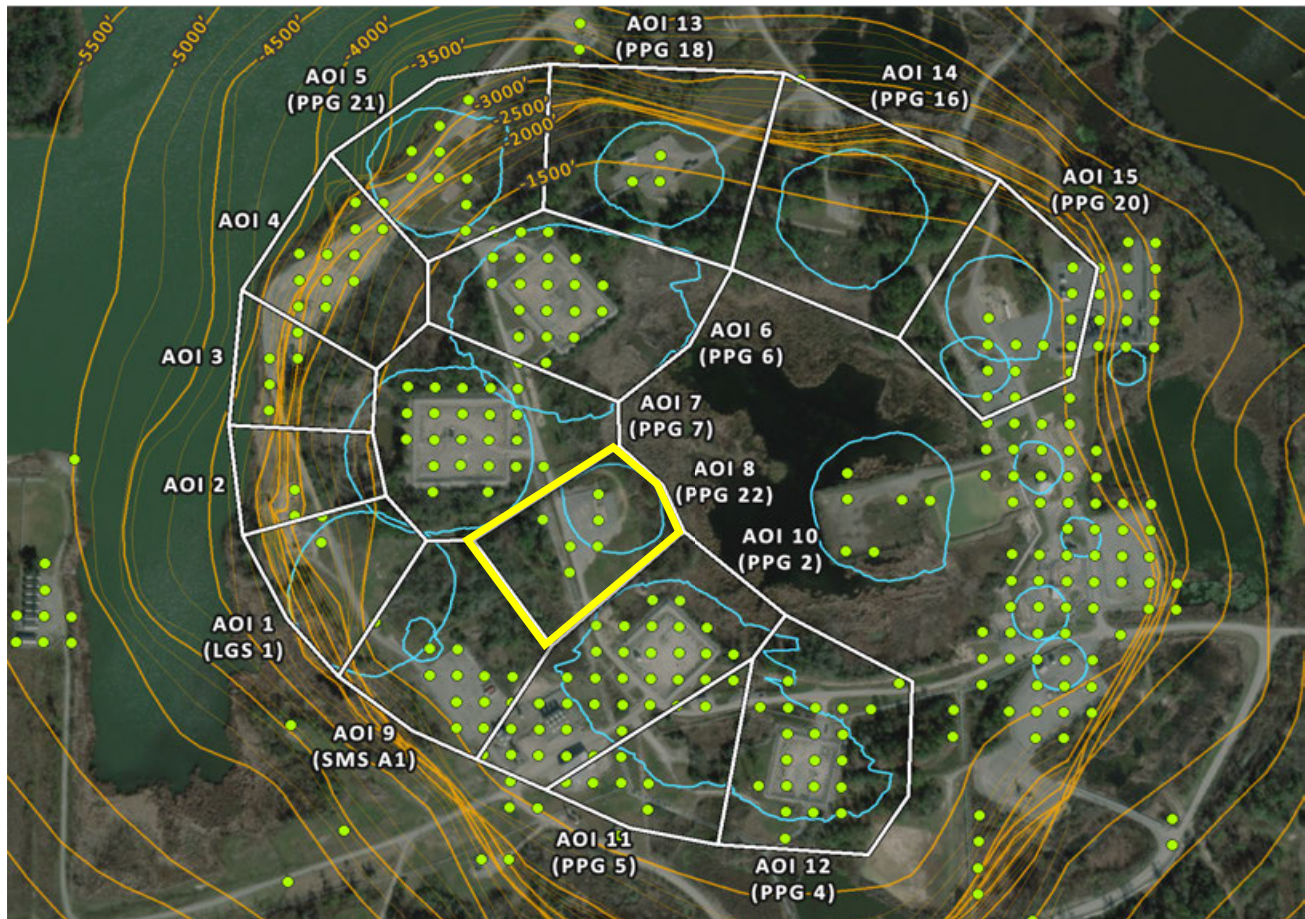 -5500'
-5000'
-4500'
-4000'
-3500'
-3000'
-2500'
-2000'
-1500'
AOI 13
(PPG 18)
AOI 5
(PPG 21)
AOI 14
(PPG 16)
AOI 15
(PPG 20)
AOI 4
AOI 3
AOI 6
(PPG 6)
AOI 7
(PPG 7)
AOI 2
AOI 8
(PPG 22)
AOI 10
(PPG 2)
AOI 1
(LGS 1)
AOI 9
(SMS A1)
AOI 11
(PPG 5)
AOI 12
(PPG 4)